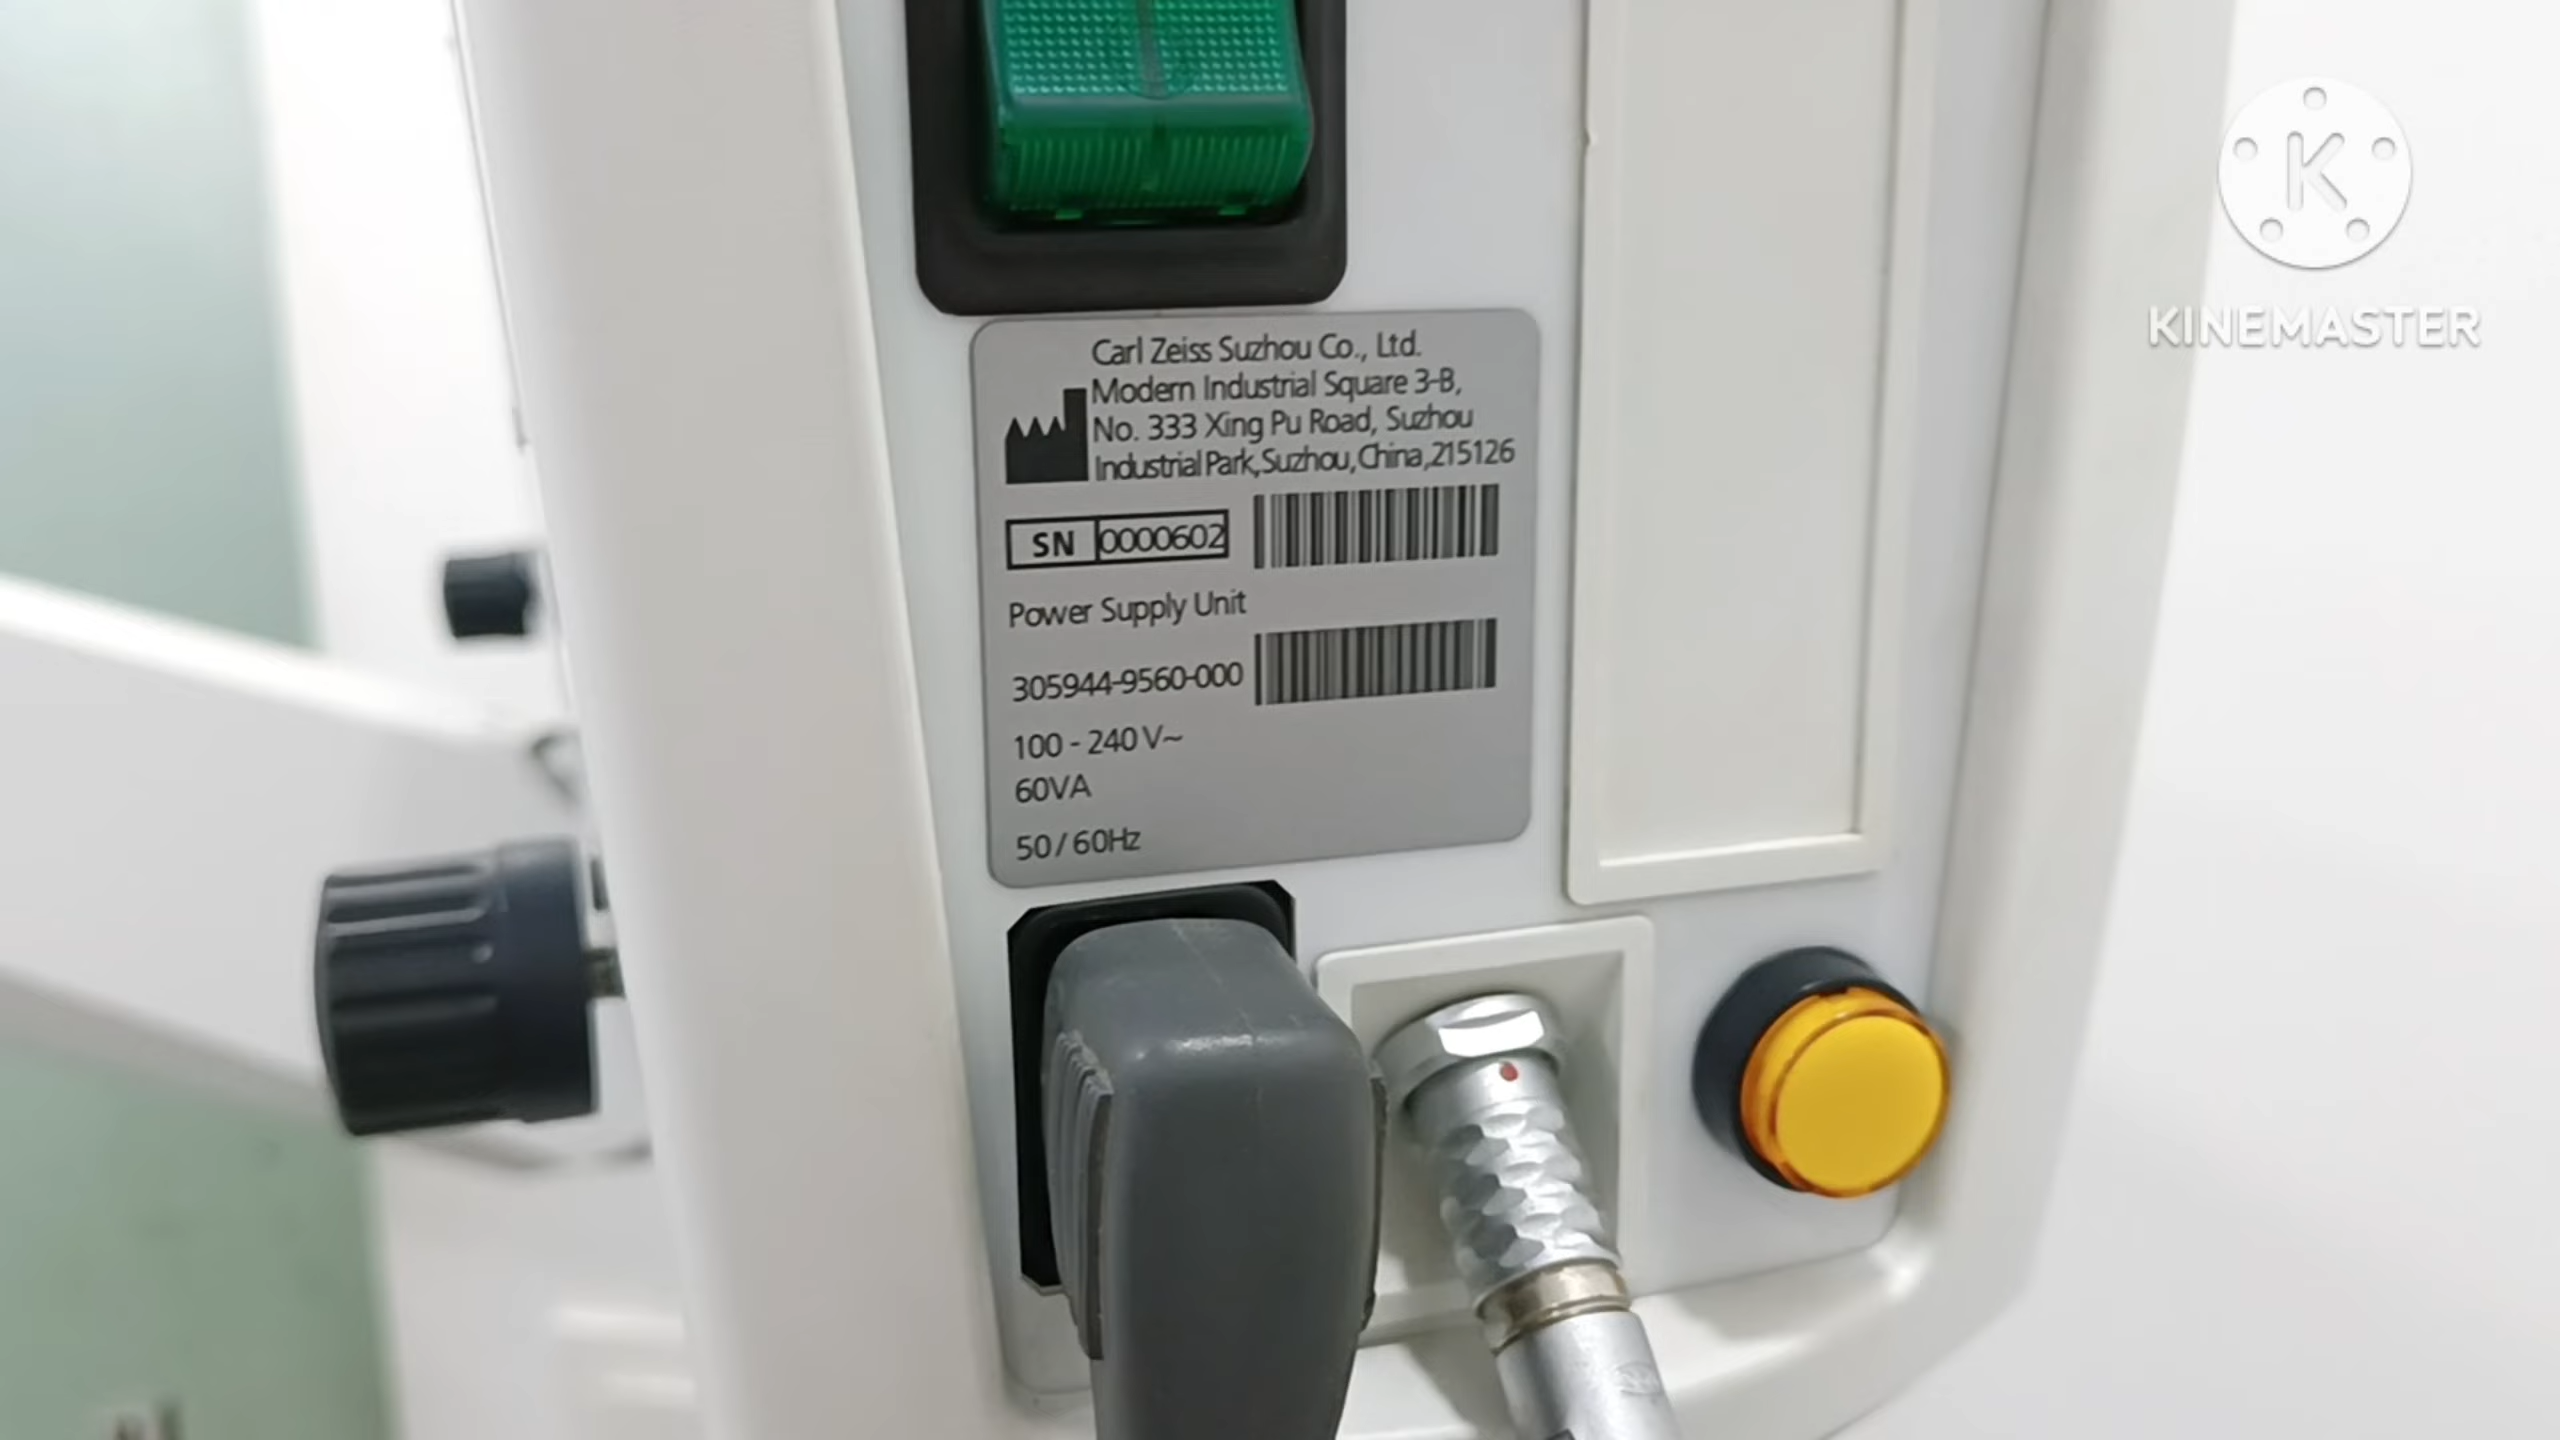 Carl Zeiss Suzhou Co., Ltd.
Modern Industrial Square 3-B,
No. 333 Xing Pu Road, Suzhou
Industrial Park,Suzhou,China,215126
SN 0000602
Power Supply Unit
305944-9560-000
100 - 240 V~
60VA
50 / 60Hz
K
KINEMASTER